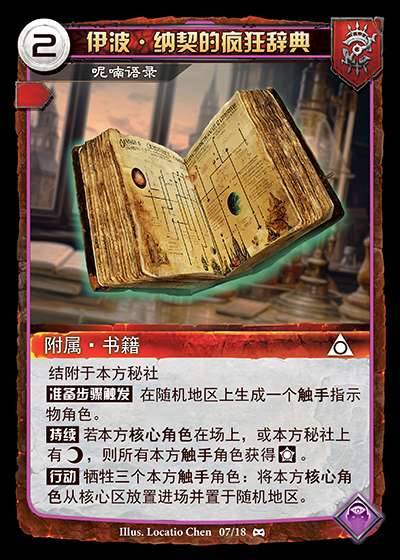 2
伊波·纳契的疯狂辞典
呢喃语录
附属·书籍
结附于本方秘社
准备步骤触发 在随机地区上生成一个触手指示
物角色。
持续 若本方核心角色在场上，或本方秘社上
有，则所有本方触手角色获得。
行动 牺牲三个本方触手角色：将本方核心角
色从核心区放置进场并置于随机地区。
Illus. Locatio Chen 07/18